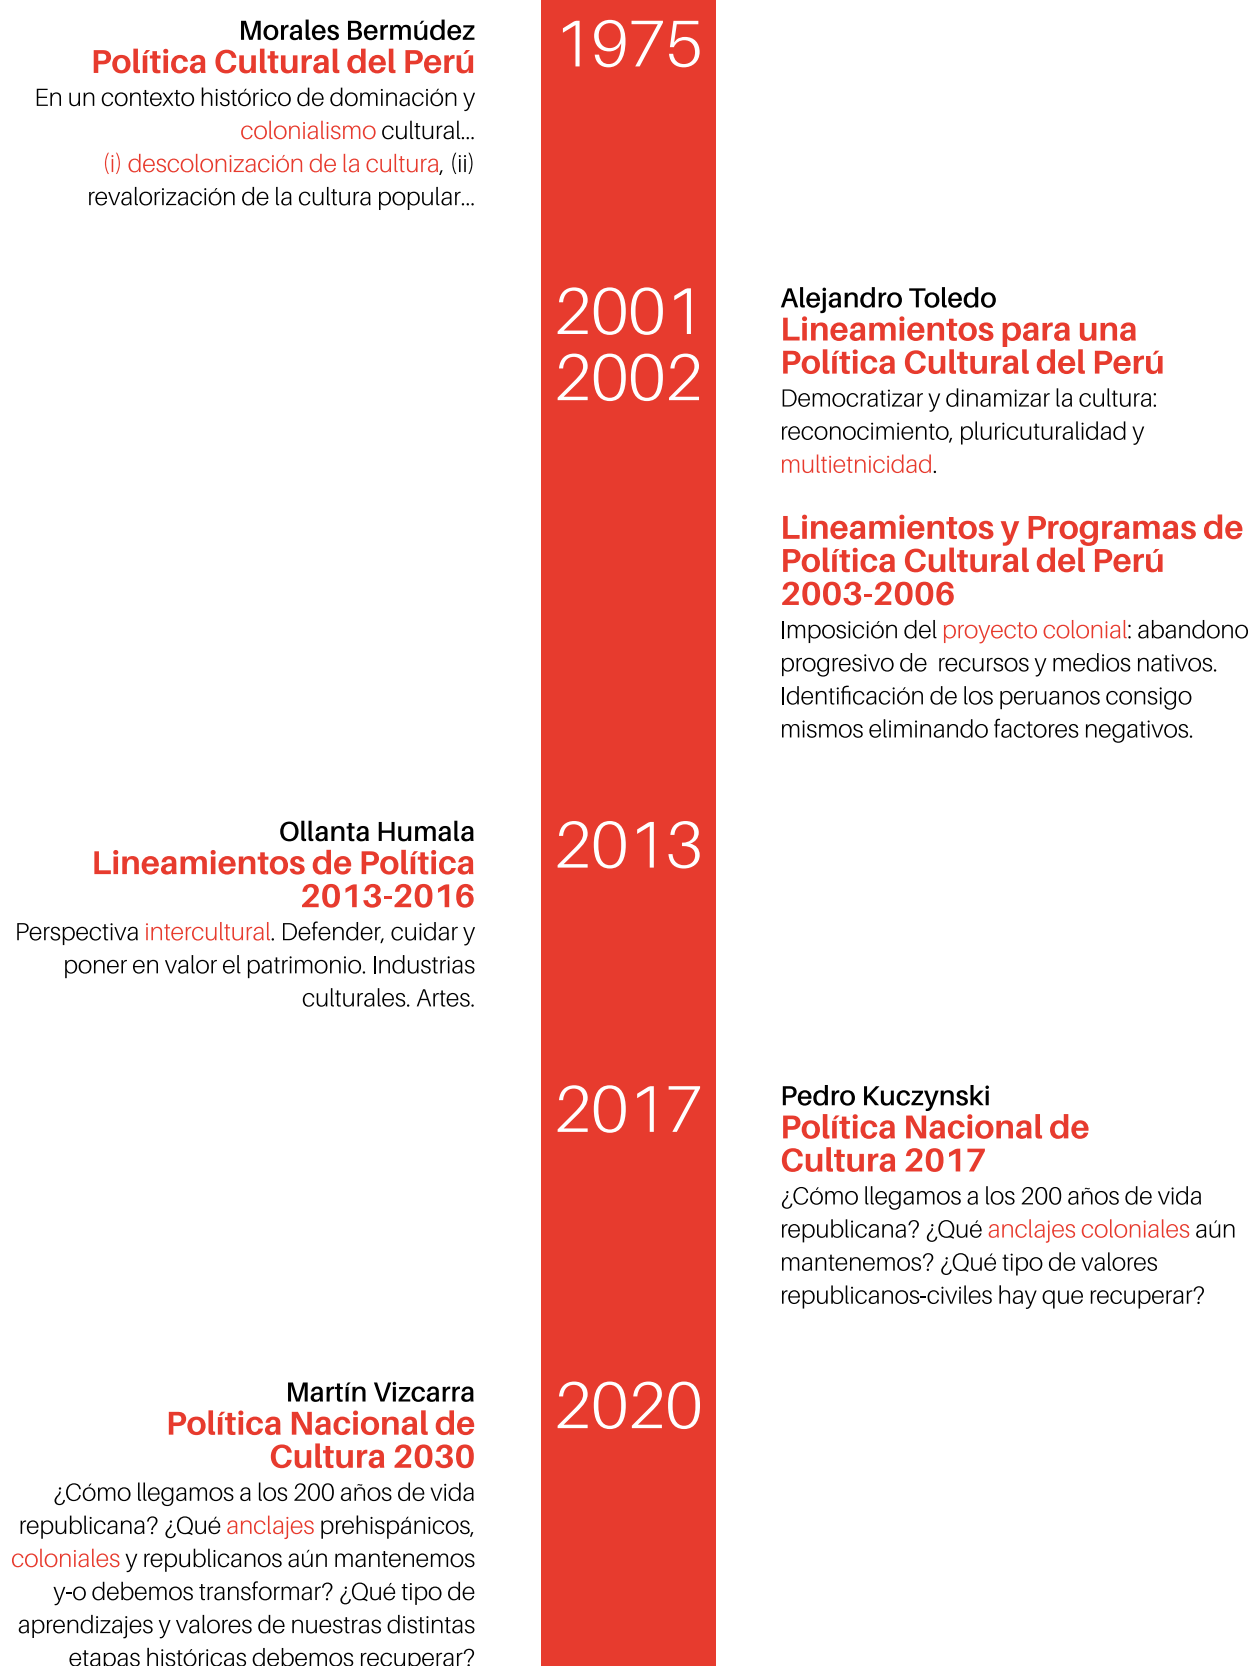 Morales Bermúdez
Política Cultural del Perú
En un contexto histórico de dominación y
colonialismo cultural...
(i) descolonización de la cultura, (ii)
revalorización de la cultura popular...
1975
2001
2002
Alejandro Toledo
Lineamientos para una
Política Cultural del Perú
Democratizar y dinamizar la cultura:
reconocimiento, pluricuturalidad y
multietnicidad.
Lineamientos y Programas de
Política Cultural del Perú
2003-2006
Imposición del proyecto colonial: abandono
progresivo de recursos y medios nativos.
Identificación de los peruanos consigo
mismos eliminando factores negativos.
Ollanta Humala
Lineamientos de Política
2013-2016
Perspectiva intercultural. Defender, cuidar y
poner en valor el patrimonio. Industrias
culturales. Artes.
2013
2017
Pedro Kuczynski
Política Nacional de
Cultura 2017
¿Cómo llegamos a los 200 años de vida
republicana? ¿Qué anclajes coloniales aún
mantenemos? ¿Qué tipo de valores
republicanos-civiles hay que recuperar?
Martín Vizcarra
Política Nacional de
Cultura 2030
¿Cómo llegamos a los 200 años de vida
republicana? ¿Qué anclajes prehispánicos,
coloniales y republicanos aún mantenemos
y-o debemos transformar? ¿Qué tipo de
aprendizajes y valores de nuestras distintas
etapas históricas debemos recuperar?
2020